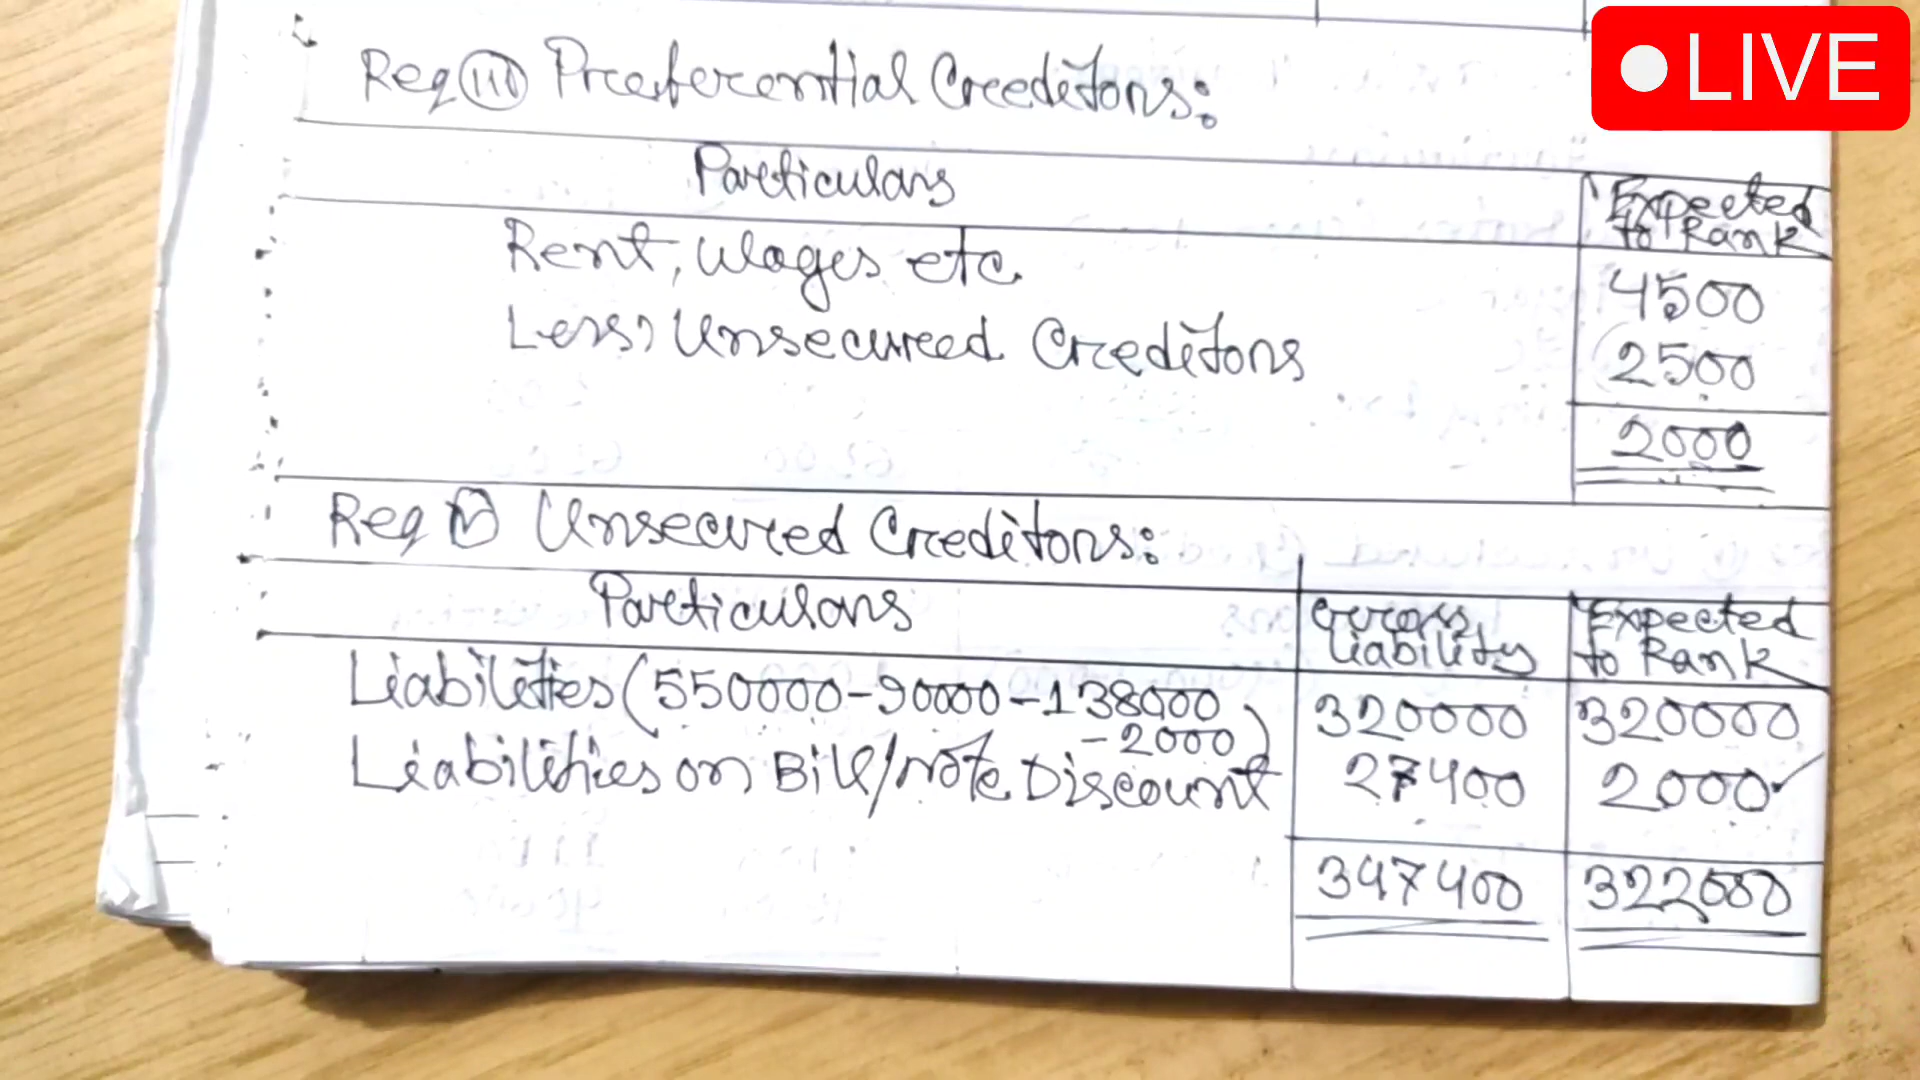 LIVE
Req (iii) Preferential Creditors:
Particulars
Expected to Rank
Rent, Wages etc. 4500
Less, Unsecured Creditors 2500
2000
Req Unsecured Creditors:
Particulars
Gross Liability
Expected to Rank
Liabilities (550000-90000-138000 320000 320000
-2000)
Liabilities on Bill/note Discount 27400 2000
347400 322000